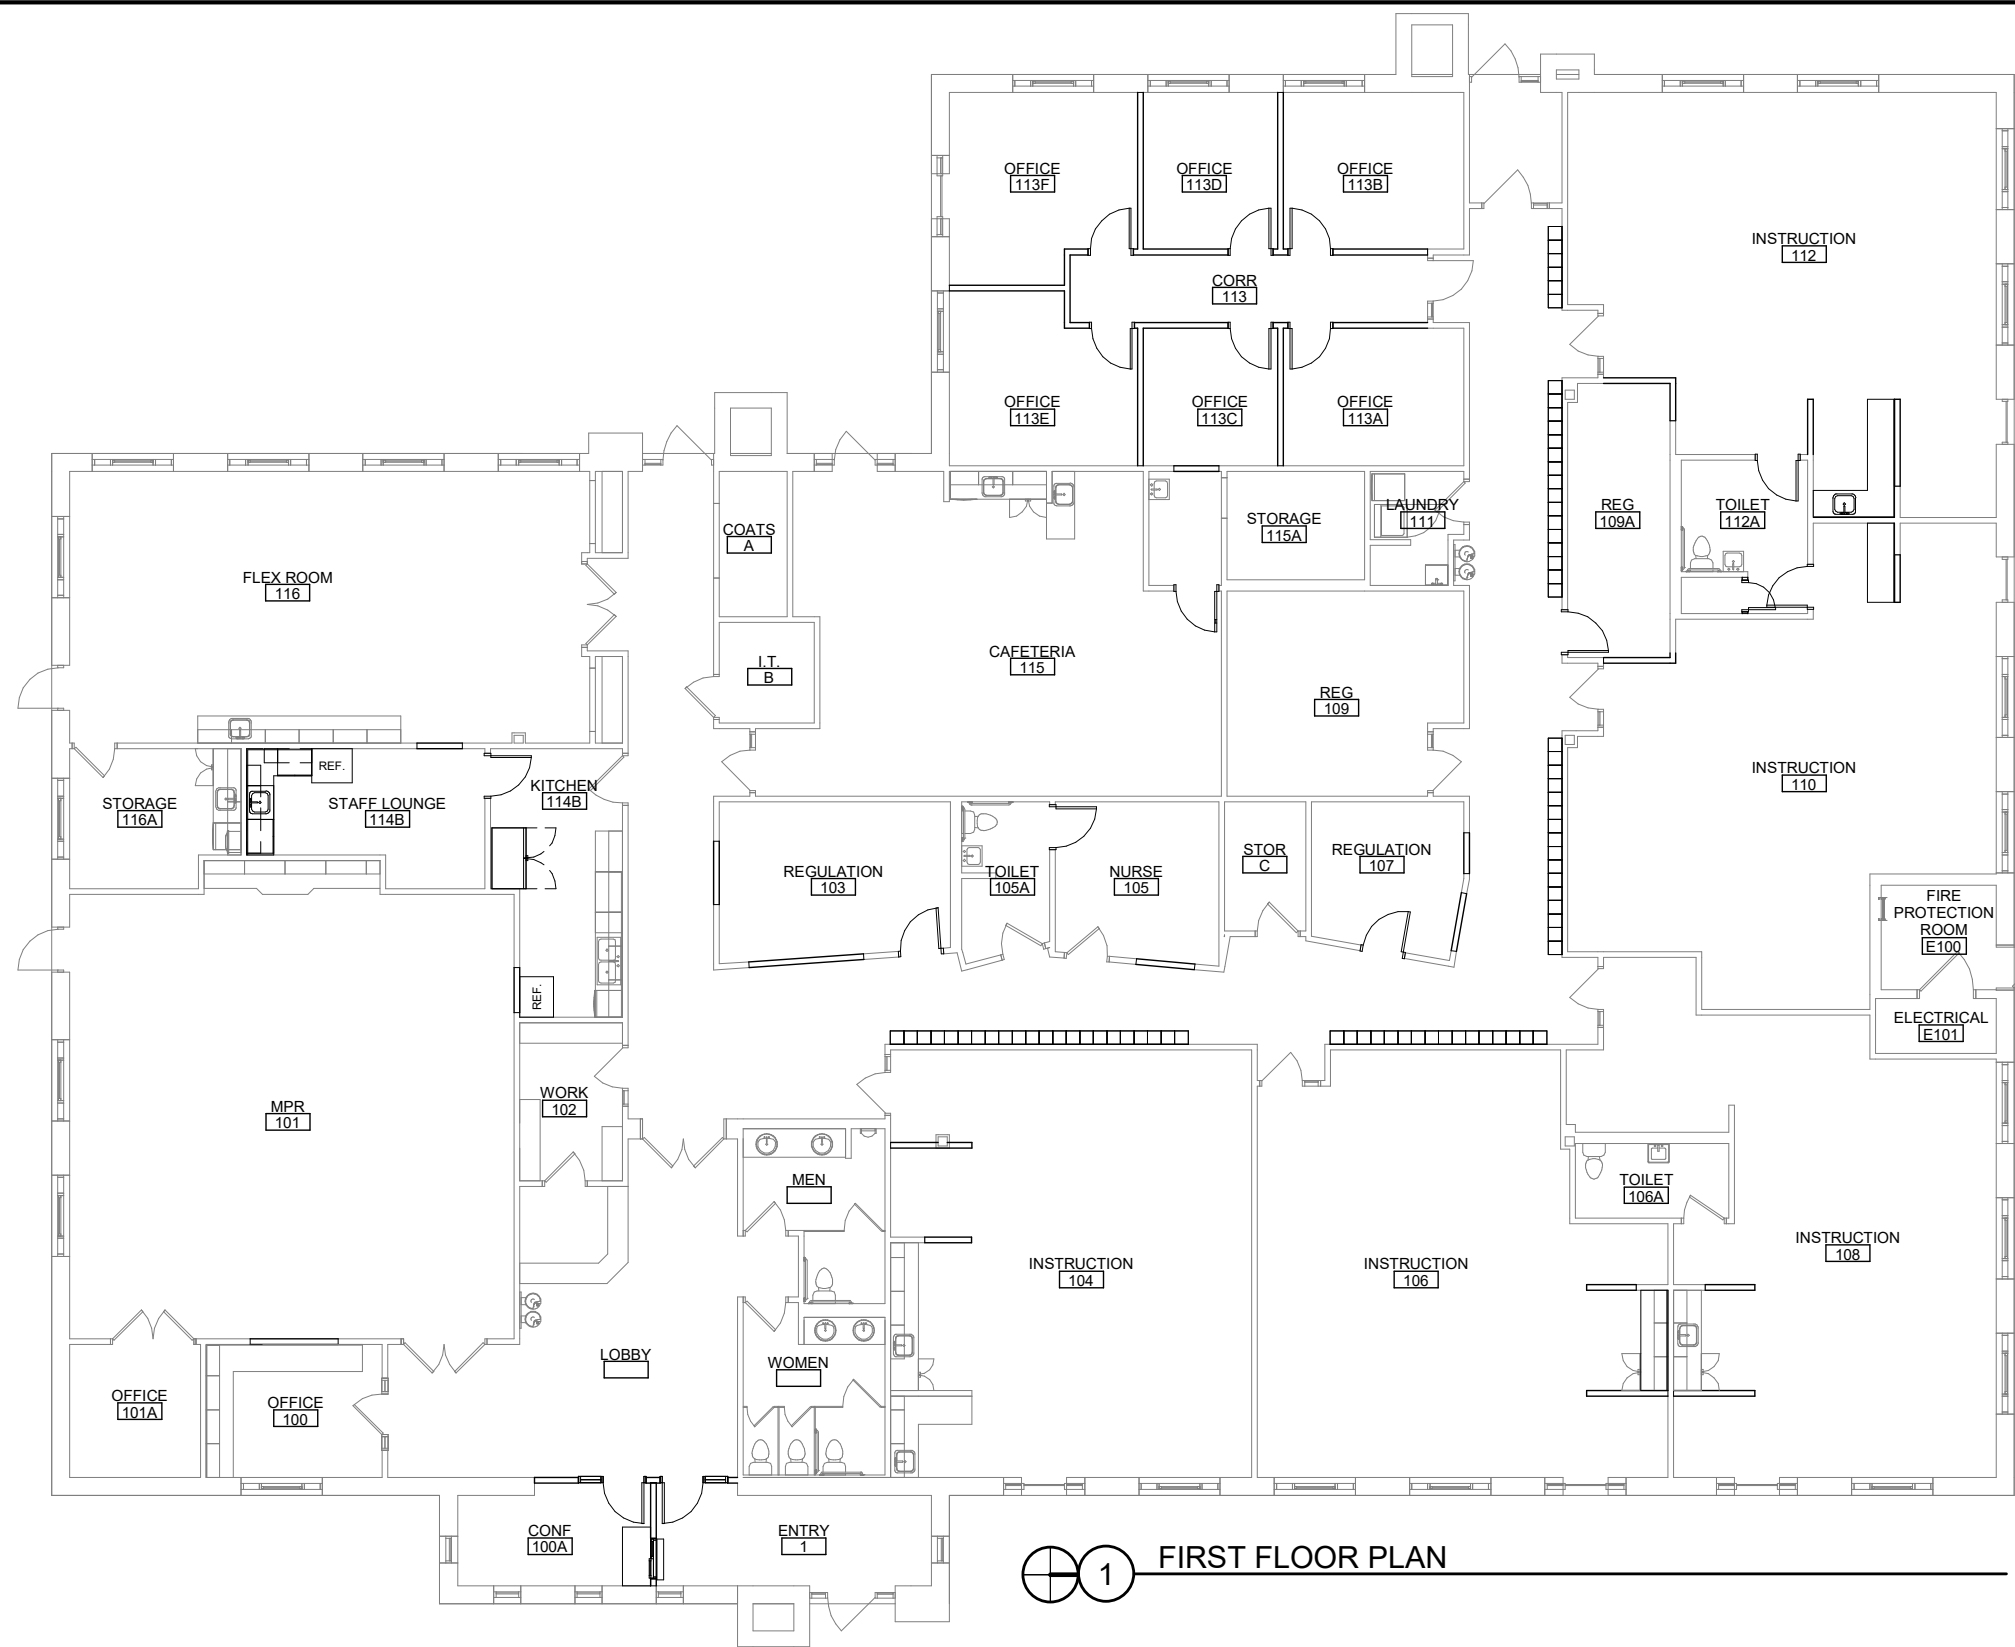 OFFICE
113F
OFFICE
113D
OFFICE
113B
INSTRUCTION
112
CORR
113
OFFICE
113E
OFFICE
113C
OFFICE
113A
COATS
A
STORAGE
115A
LAUNDRY
111
REG
109A
TOILET
112A
FLEX ROOM
116
I.T.
B
CAFETERIA
115
REG
109
INSTRUCTION
110
REF.
KITCHEN
114B
STORAGE
116A
STAFF LOUNGE
114B
REGULATION
103
TOILET
105A
NURSE
105
STOR
C
REGULATION
107
FIRE
PROTECTION
ROOM
E100
REF.
ELECTRICAL
E101
MPR
101
WORK
102
MEN
TOILET
106A
INSTRUCTION
104
INSTRUCTION
106
INSTRUCTION
108
LOBBY
WOMEN
OFFICE
101A
OFFICE
100
CONF
100A
ENTRY
1
1
FIRST FLOOR PLAN